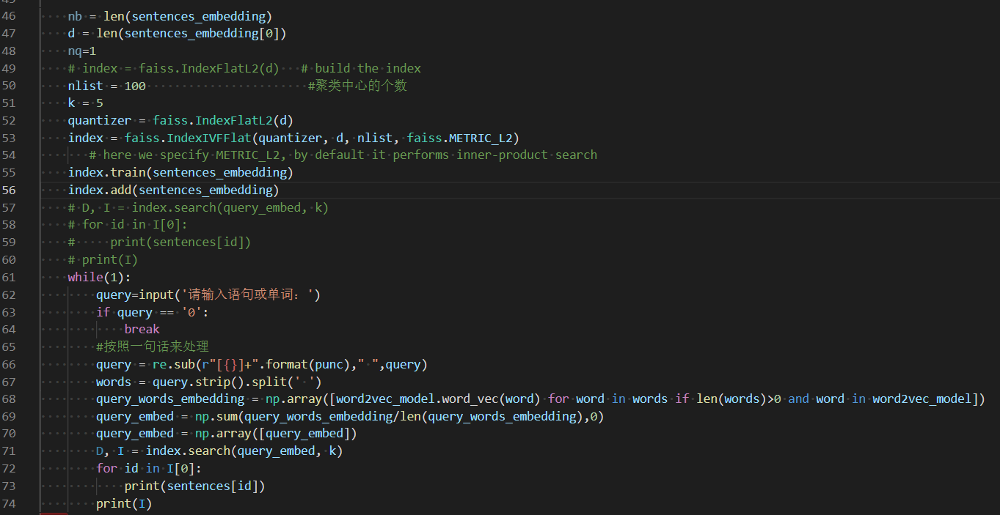 46 nb = len(sentences_embedding)
47 d = len(sentences_embedding[0])
48 nq=1
49 # index = faiss.IndexFlatL2(d)   # build the index
50 nlist = 100                       #聚类中心的个数
51 k = 5
52 quantizer = faiss.IndexFlatL2(d)
53 index = faiss.IndexIVFFlat(quantizer, d, nlist, faiss.METRIC_L2)
54    # here we specify METRIC_L2, by default it performs inner-product search
55 index.train(sentences_embedding)
56 index.add(sentences_embedding)
57 # D, I = index.search(query_embed, k)
58 # for id in I[0]:
59 #     print(sentences[id])
60 # print(I)
61 while(1):
62     query=input('请输入语句或单词：')
63     if query == '0':
64         break
65     #按照一句话来处理
66     query = re.sub(r"[{}]+".format(punc)," ",query)
67     words = query.strip().split(' ')
68     query_words_embedding = np.array([word2vec_model.word_vec(word) for word in words if len(words)>0 and word in word2vec_model])
69     query_embed = np.sum(query_words_embedding/len(query_words_embedding),0)
70     query_embed = np.array([query_embed])
71     D, I = index.search(query_embed, k)
72     for id in I[0]:
73         print(sentences[id])
74     print(I)